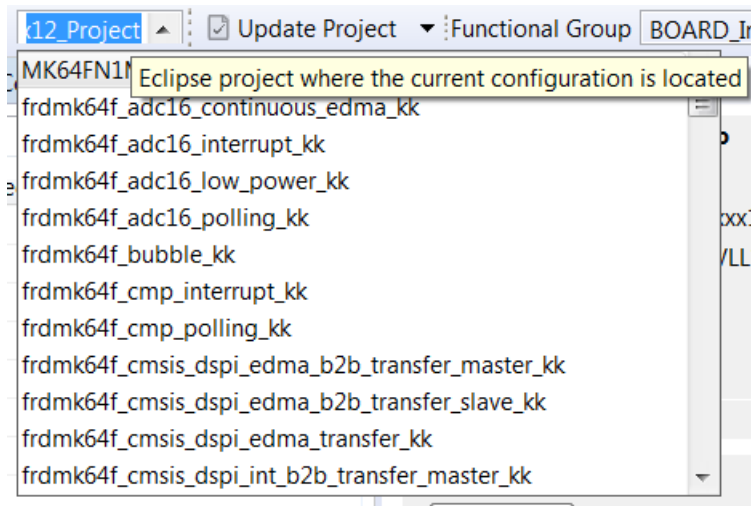 x12_Project Update Project Functional Group BOARD_In
MK64FN1M
Eclipse project where the current configuration is located
frdmk64f_adc16_continuous_edma_kk
frdmk64f_adc16_interrupt_kk
frdmk64f_adc16_low_power_kk
frdmk64f_adc16_polling_kk
frdmk64f_bubble_kk
frdmk64f_cmp_interrupt_kk
frdmk64f_cmp_polling_kk
frdmk64f_cmsis_dspi_edma_b2b_transfer_master_kk
frdmk64f_cmsis_dspi_edma_b2b_transfer_slave_kk
frdmk64f_cmsis_dspi_edma_transfer_kk
frdmk64f_cmsis_dspi_int_b2b_transfer_master_kk